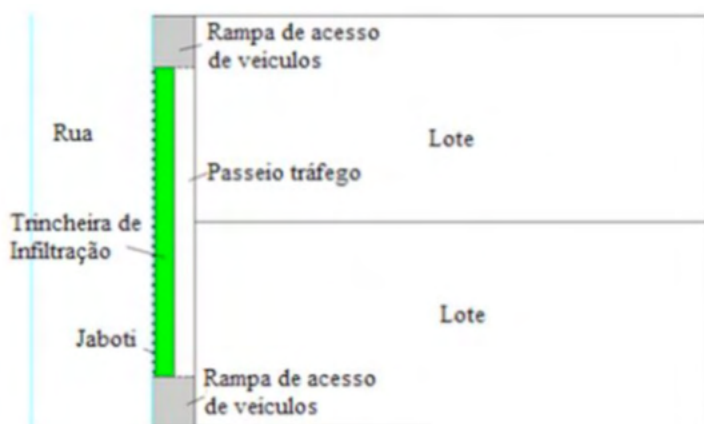 Rampa de acesso
de veículos
Rua
Lote
Passeio tráfego
Trincheira de
Infiltração
Lote
Jaboti
Rampa de acesso
de veículos